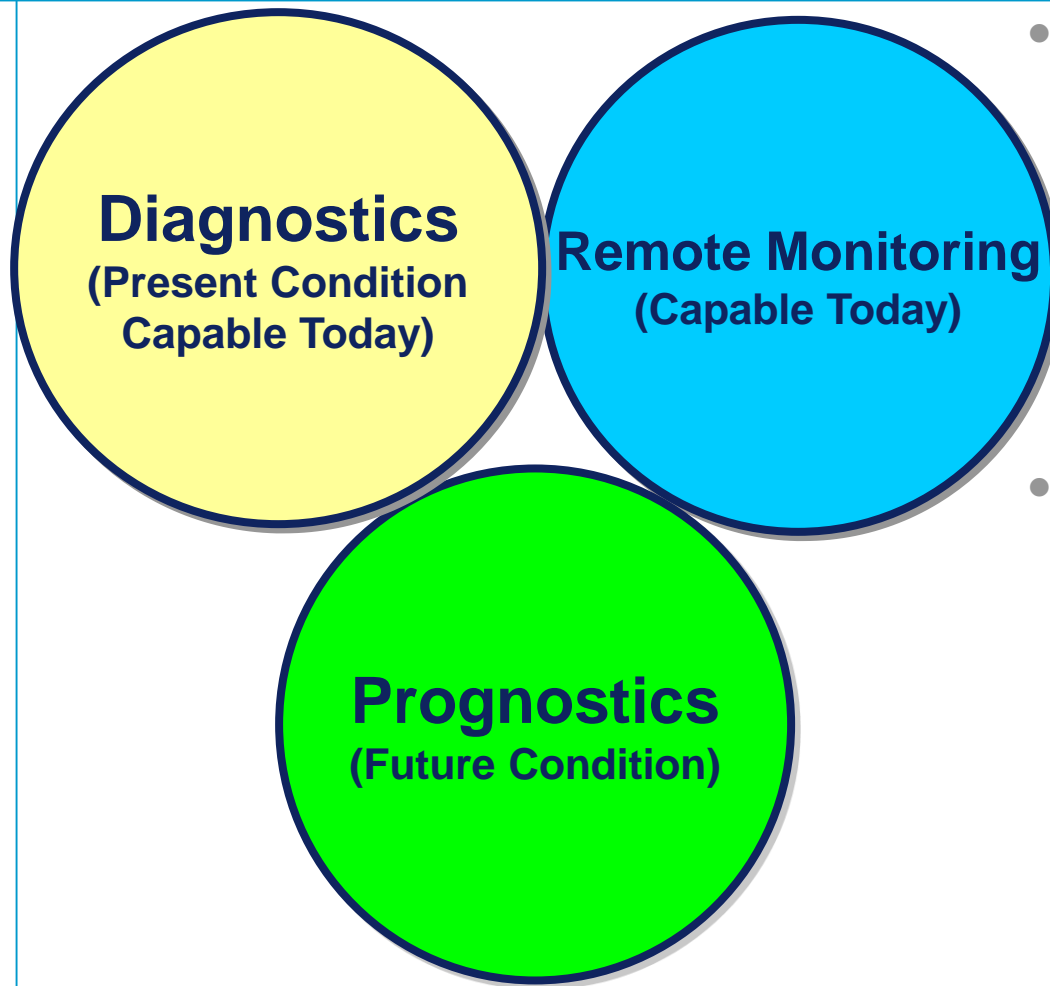 Diagnostics
(Present Condition
Capable Today)
Remote Monitoring
(Capable Today)
Prognostics
(Future Condition)